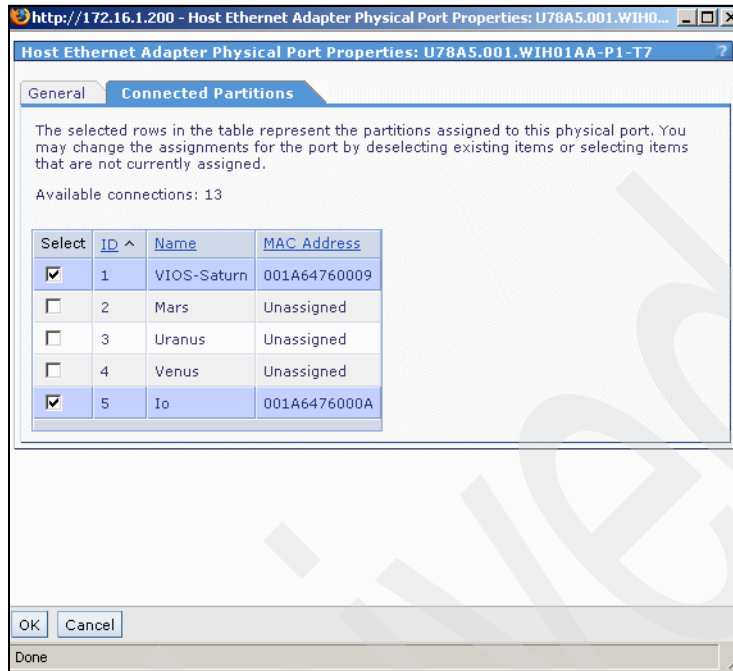 http://172.16.1.200 - Host Ethernet Adapter Physical Port Properties: U78A5.001.WIH0...
Host Ethernet Adapter Physical Port Properties: U78A5.001.WIH01AA-P1-T7 ?
General Connected Partitions
The selected rows in the table represent the partitions assigned to this physical port. You
may change the assignments for the port by deselecting existing items or selecting items
that are not currently assigned.
Available connections: 13
Select ID ^ Name MAC Address
1 VIOS-Saturn 001A64760009
2 Mars Unassigned
3 Uranus Unassigned
4 Venus Unassigned
5 Io 001A6476000A
OK Cancel
Done